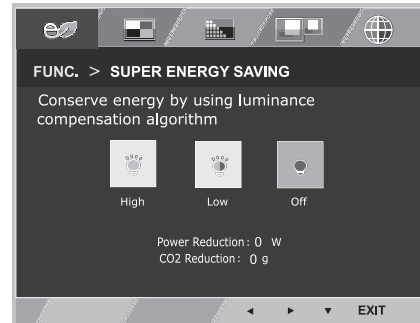 FUNC. > SUPER ENERGY SAVING
Conserve energy by using luminance
compensation algorithm
High Low Off
Power Reduction : 0 W
CO2 Reduction : 0 g
EXIT